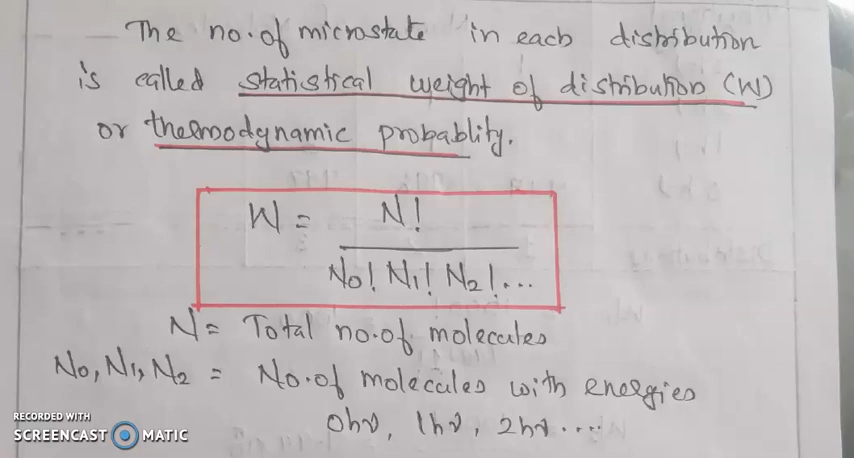 The no.of microstate in each distribution
is called statistical weight of distribution (W)
or thermodynamic probablity.
W = N!
No! N1! N2!...
N = Total no.of molecules
No, N1, N2 = No.of molecules with energies
0hν, 1hν, 2hν....
RECORDED WITH
SCREENCAST MATIC